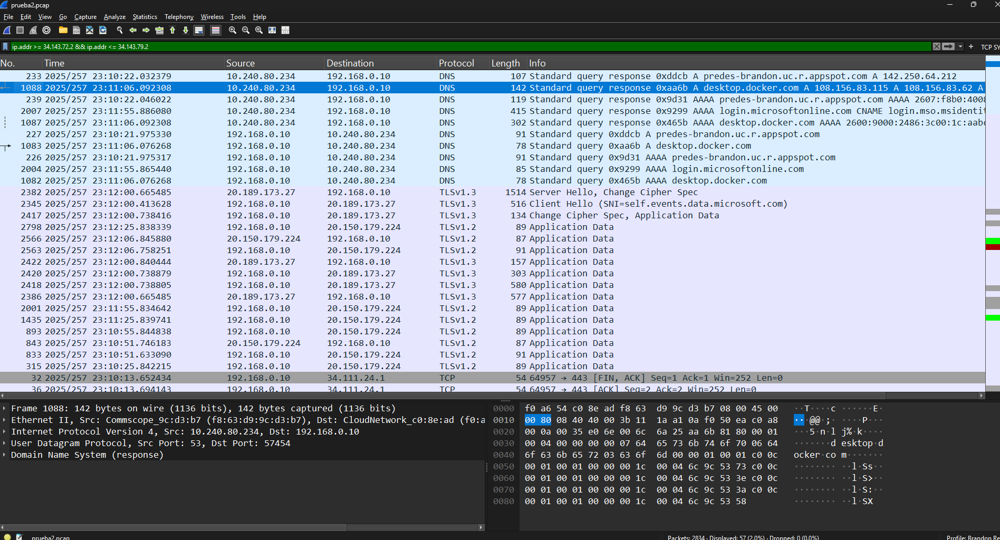 prueba2.pcap
File Edit View Go Capture Analyze Statistics Telephony Wireless Tools Help
ip.addr >= 34.143.72.2 && ip.addr <= 34.143.79.2
TCP SY
No. Time Source Destination Protocol Length Info
233 2025/257 23:10:22.032379 10.240.80.234 192.168.0.10 DNS 107 Standard query response 0xddcb A predes-brandon.uc.r.appspot.com A 142.250.64.212
1088 2025/257 23:11:06.092308 10.240.80.234 192.168.0.10 DNS 142 Standard query response 0xaa6b A desktop.docker.com A 108.156.83.115 A 108.156.83.62 A
239 2025/257 23:10:22.046022 10.240.80.234 192.168.0.10 DNS 119 Standard query response 0x9d31 AAAA predes-brandon.uc.r.appspot.com AAAA 2607:f8b0:4008
2007 2025/257 23:11:55.886080 10.240.80.234 192.168.0.10 DNS 415 Standard query response 0x9299 AAAA login.microsoftonline.com CNAME login.mso.msidentit
1087 2025/257 23:11:06.092308 10.240.80.234 192.168.0.10 DNS 302 Standard query response 0x465b AAAA desktop.docker.com AAAA 2600:9000:2486:3c00:1c:aabc
227 2025/257 23:10:21.975330 192.168.0.10 10.240.80.234 DNS 91 Standard query 0xddcb A predes-brandon.uc.r.appspot.com
1083 2025/257 23:11:06.076268 192.168.0.10 10.240.80.234 DNS 78 Standard query 0xaa6b A desktop.docker.com
226 2025/257 23:10:21.975317 192.168.0.10 10.240.80.234 DNS 91 Standard query 0x9d31 AAAA predes-brandon.uc.r.appspot.com
2004 2025/257 23:11:55.865440 192.168.0.10 10.240.80.234 DNS 85 Standard query 0x9299 AAAA login.microsoftonline.com
1082 2025/257 23:11:06.076268 192.168.0.10 10.240.80.234 DNS 78 Standard query 0x465b AAAA desktop.docker.com
2382 2025/257 23:12:00.665485 20.189.173.27 192.168.0.10 TLSv1.3 1514 Server Hello, Change Cipher Spec
2345 2025/257 23:12:00.413628 192.168.0.10 20.189.173.27 TLSv1.3 516 Client Hello (SNI=self.events.data.microsoft.com)
2417 2025/257 23:12:00.738416 192.168.0.10 20.189.173.27 TLSv1.3 134 Change Cipher Spec, Application Data
2798 2025/257 23:12:25.838339 192.168.0.10 20.150.179.224 TLSv1.2 89 Application Data
2566 2025/257 23:12:06.845880 20.150.179.224 192.168.0.10 TLSv1.2 87 Application Data
2563 2025/257 23:12:06.758251 192.168.0.10 20.150.179.224 TLSv1.2 91 Application Data
2422 2025/257 23:12:00.840444 20.189.173.27 192.168.0.10 TLSv1.3 157 Application Data
2420 2025/257 23:12:00.738879 192.168.0.10 20.189.173.27 TLSv1.3 303 Application Data
2418 2025/257 23:12:00.738805 192.168.0.10 20.189.173.27 TLSv1.3 580 Application Data
2386 2025/257 23:12:00.665485 20.189.173.27 192.168.0.10 TLSv1.3 577 Application Data
2001 2025/257 23:11:55.834642 192.168.0.10 20.150.179.224 TLSv1.2 89 Application Data
1435 2025/257 23:11:25.839741 192.168.0.10 20.150.179.224 TLSv1.2 89 Application Data
893 2025/257 23:10:55.844838 192.168.0.10 20.150.179.224 TLSv1.2 89 Application Data
843 2025/257 23:10:51.746183 20.150.179.224 192.168.0.10 TLSv1.2 87 Application Data
833 2025/257 23:10:51.633090 192.168.0.10 20.150.179.224 TLSv1.2 91 Application Data
315 2025/257 23:10:25.842215 192.168.0.10 20.150.179.224 TLSv1.2 89 Application Data
32 2025/257 23:10:13.652434 192.168.0.10 34.111.24.1 TCP 54 64957 → 443 [FIN, ACK] Seq=1 Ack=1 Win=252 Len=0
36 2025/257 23:10:13.694143 192.168.0.10 34.111.24.1 TCP 54 64957 → 443 [ACK] Seq=2 Ack=2 Win=252 Len=0
Frame 1088: 142 bytes on wire (1136 bits), 142 bytes captured (1136 bits)
Ethernet II, Src: Commscope_9c:d3:b7 (f8:63:d9:9c:d3:b7), Dst: CloudNetwork_c0:8e:ad (f0:a
Internet Protocol Version 4, Src: 10.240.80.234, Dst: 192.168.0.10
User Datagram Protocol, Src Port: 53, Dst Port: 57454
Domain Name System (response)
0000 f0 a6 54 c0 8e ad f8 63 d9 9c d3 b7 08 00 45 00 ··T····c ······E·
0010 00 80 08 40 40 00 3b 11 1a a1 0a f0 50 ea c0 a8 ···@@·;· ····P···
0020 00 0a 00 35 e0 6e 00 6c 6a 25 aa 6b 81 80 00 01 ···5·n·l j%·k····
0030 00 04 00 00 00 00 07 64 65 73 6b 74 6f 70 06 64 ·······d esktop·d
0040 6f 63 6b 65 72 03 63 6f 6d 00 00 01 00 01 c0 0c ocker·co m·······
0050 00 01 00 01 00 00 00 1c 00 04 6c 9c 53 73 c0 0c ········ ··l·Ss··
0060 00 01 00 01 00 00 00 1c 00 04 6c 9c 53 3e c0 0c ········ ··l·S>··
0070 00 01 00 01 00 00 00 1c 00 04 6c 9c 53 3a c0 0c ········ ··l·S:··
0080 00 01 00 01 00 00 00 1c 00 04 6c 9c 53 58 ········ ··l·SX
prueba2.pcap
Packets: 2834 · Displayed: 57 (2.0%) · Dropped: 0 (0.0%)
Profile: Brandon Re